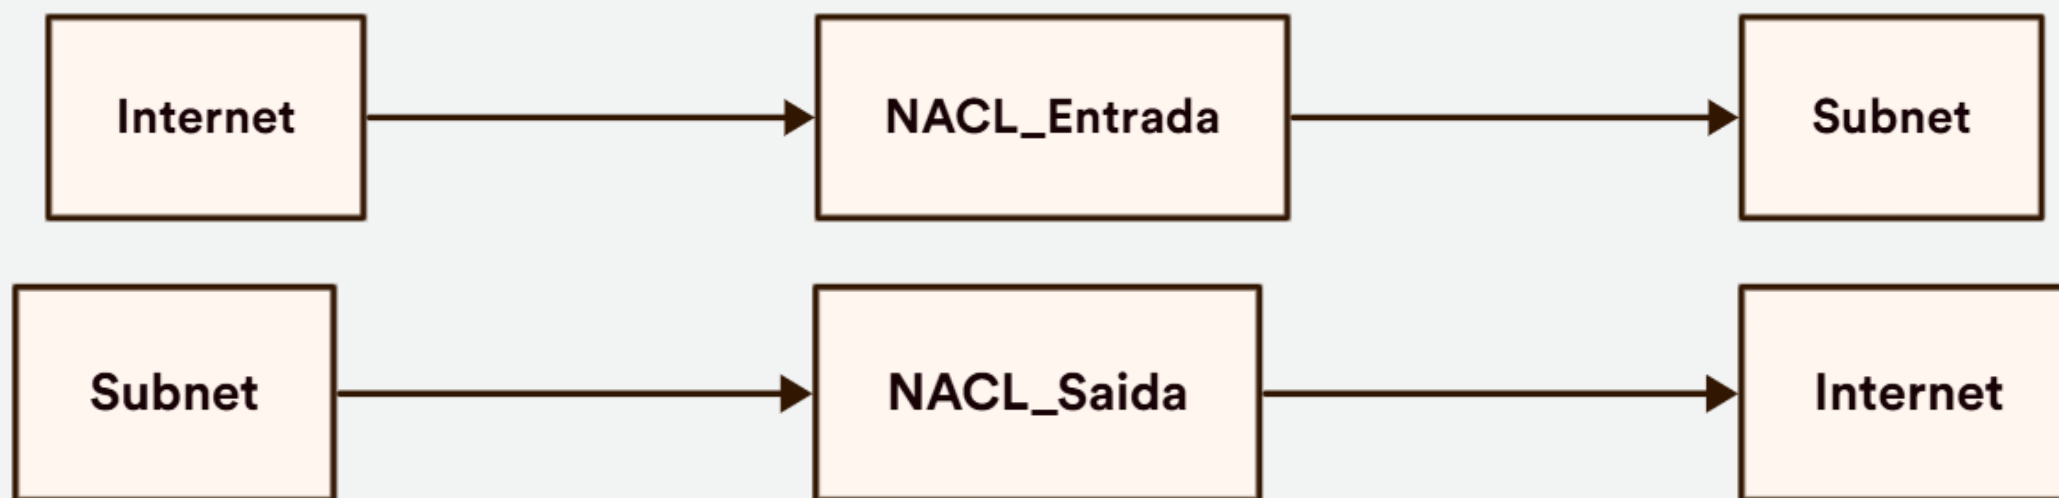 Internet NACL_Entrada Subnet
Subnet NACL_Saida Internet